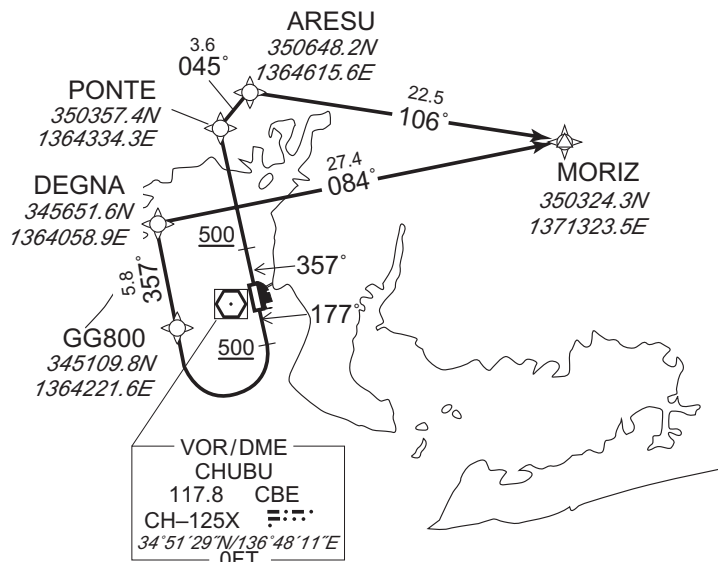 ARESU
350648.2N
1364615.6E
3.6
045°
PONTE
350357.4N
1364334.3E
22.5
106°
MORIZ
350324.3N
1371323.5E
27.4
084°
DEGNA
345651.6N
1364058.9E
500
357°
5.8
357°
177°
500
GG800
345109.8N
1364221.6E
VOR/DME
CHUBU
117.8 CBE
CH–125X
34°51´29″N/136°48´11″E
0FT